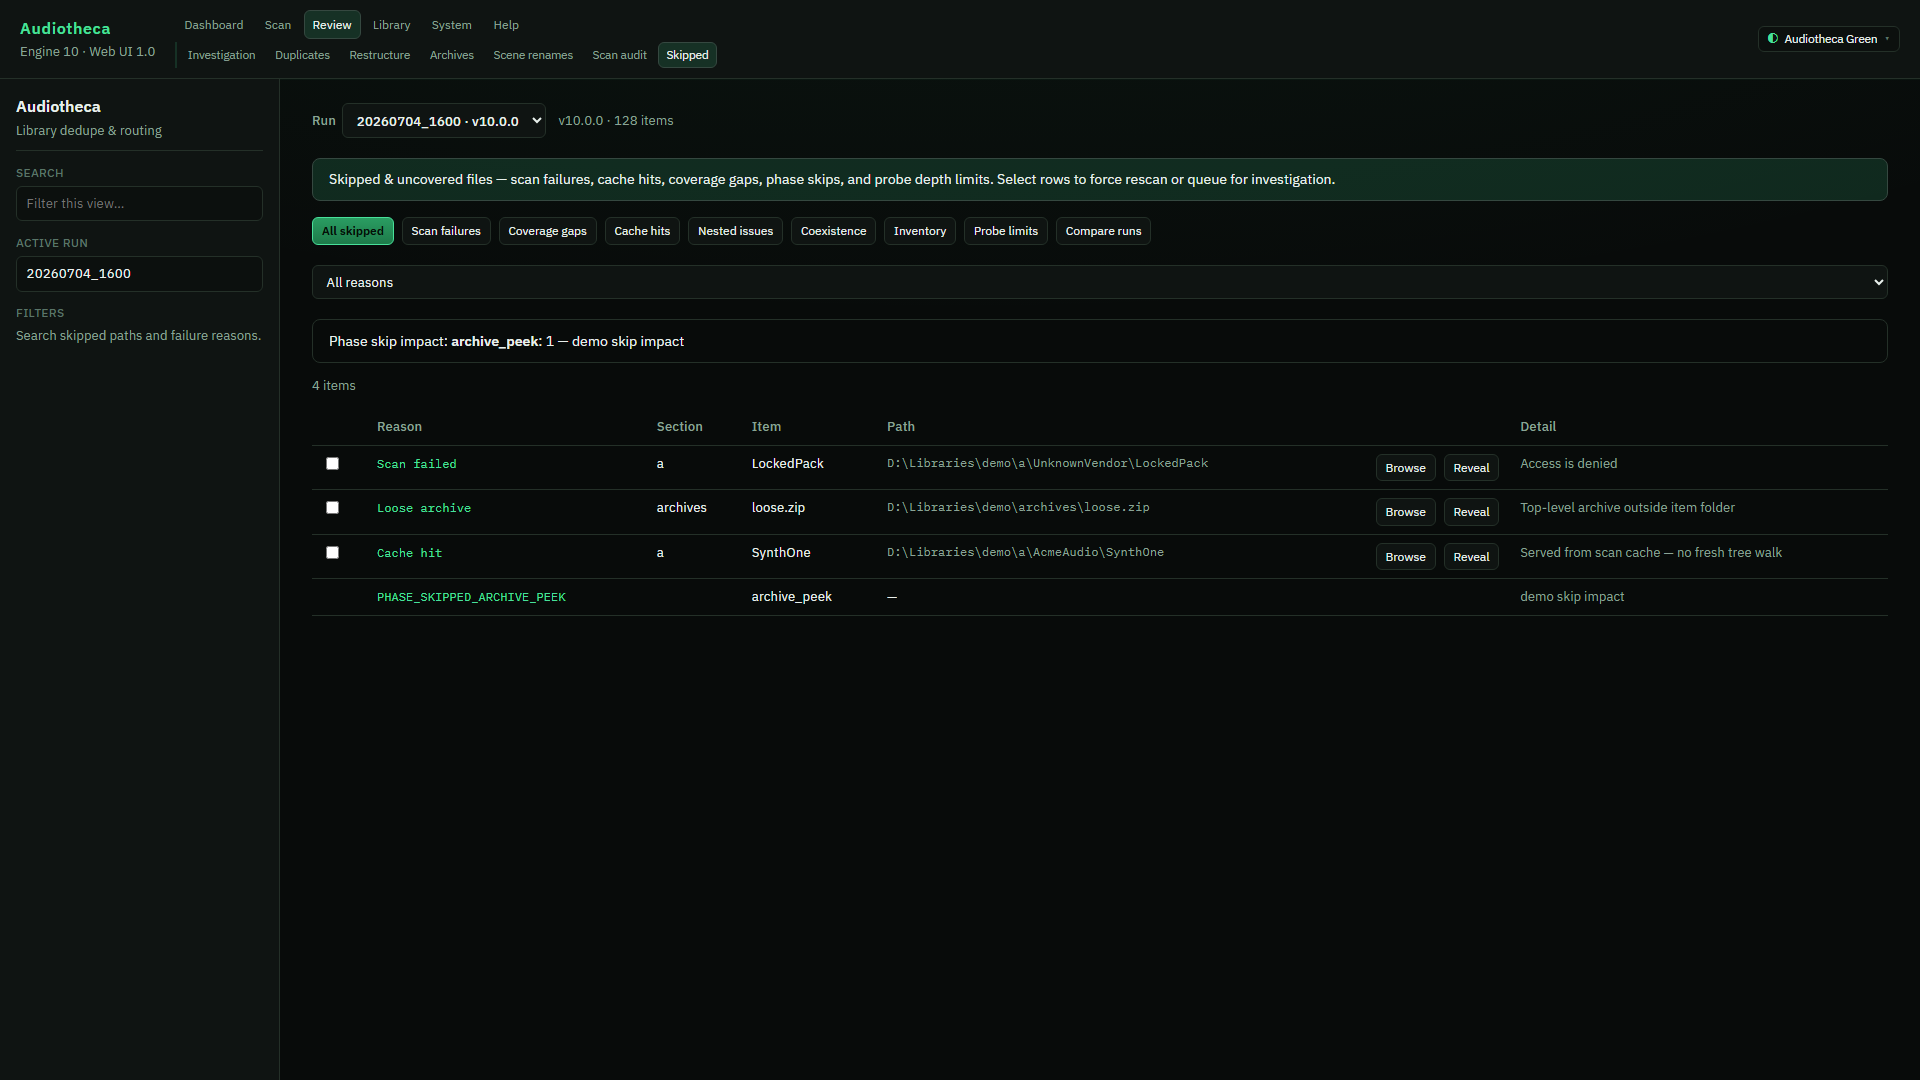 Audiotheca
Engine 10 · Web UI 1.0
Dashboard Scan Review Library System Help
Investigation Duplicates Restructure Archives Scene renames Scan audit Skipped
Audiotheca Green
Audiotheca
Library dedupe & routing
SEARCH
Filter this view...
ACTIVE RUN
20260704_1600
FILTERS
Search skipped paths and failure reasons.
Run 20260704_1600 · v10.0.0 v10.0.0 · 128 items
Skipped & uncovered files — scan failures, cache hits, coverage gaps, phase skips, and probe depth limits. Select rows to force rescan or queue for investigation.
All skipped Scan failures Coverage gaps Cache hits Nested issues Coexistence Inventory Probe limits Compare runs
All reasons
Phase skip impact: archive_peek: 1 — demo skip impact
4 items
Reason Section Item Path Detail
Scan failed a LockedPack D:\Libraries\demo\a\UnknownVendor\LockedPack Browse Reveal Access is denied
Loose archive archives loose.zip D:\Libraries\demo\archives\loose.zip Browse Reveal Top-level archive outside item folder
Cache hit a SynthOne D:\Libraries\demo\a\AcmeAudio\SynthOne Browse Reveal Served from scan cache — no fresh tree walk
PHASE_SKIPPED_ARCHIVE_PEEK archive_peek — demo skip impact